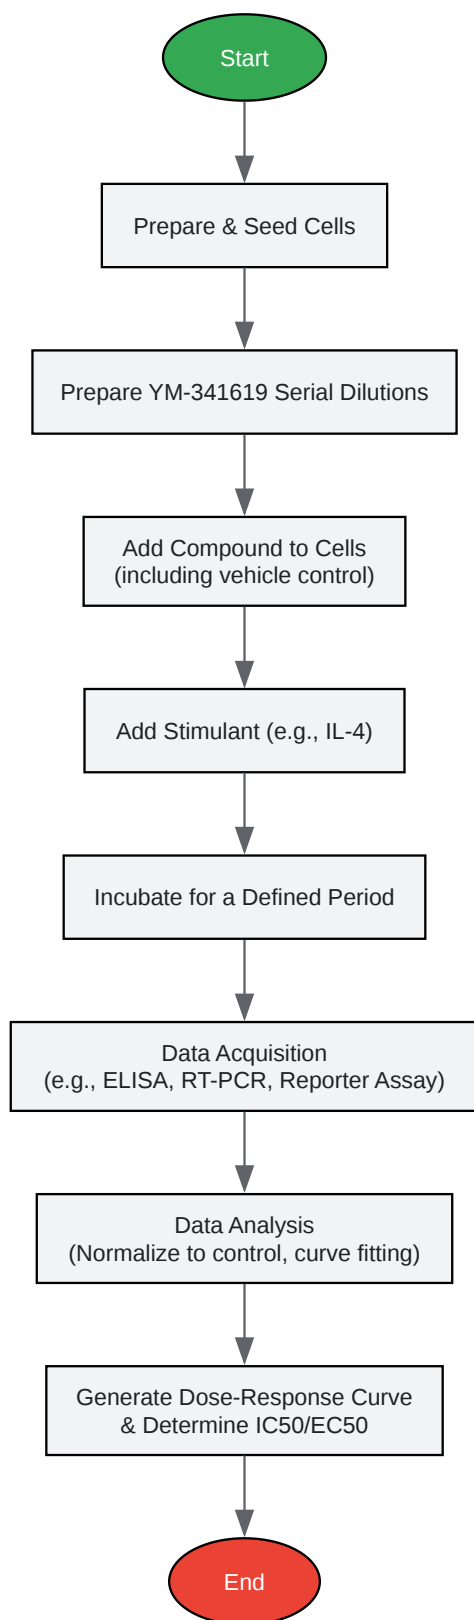 Start
Prepare & Seed Cells
Prepare YM-341619 Serial Dilutions
Add Compound to Cells
(including vehicle control)
Add Stimulant (e.g., IL-4)
Incubate for a Defined Period
Data Acquisition
(e.g., ELISA, RT-PCR, Reporter Assay)
Data Analysis
(Normalize to control, curve fitting)
Generate Dose-Response Curve
& Determine IC50/EC50
End